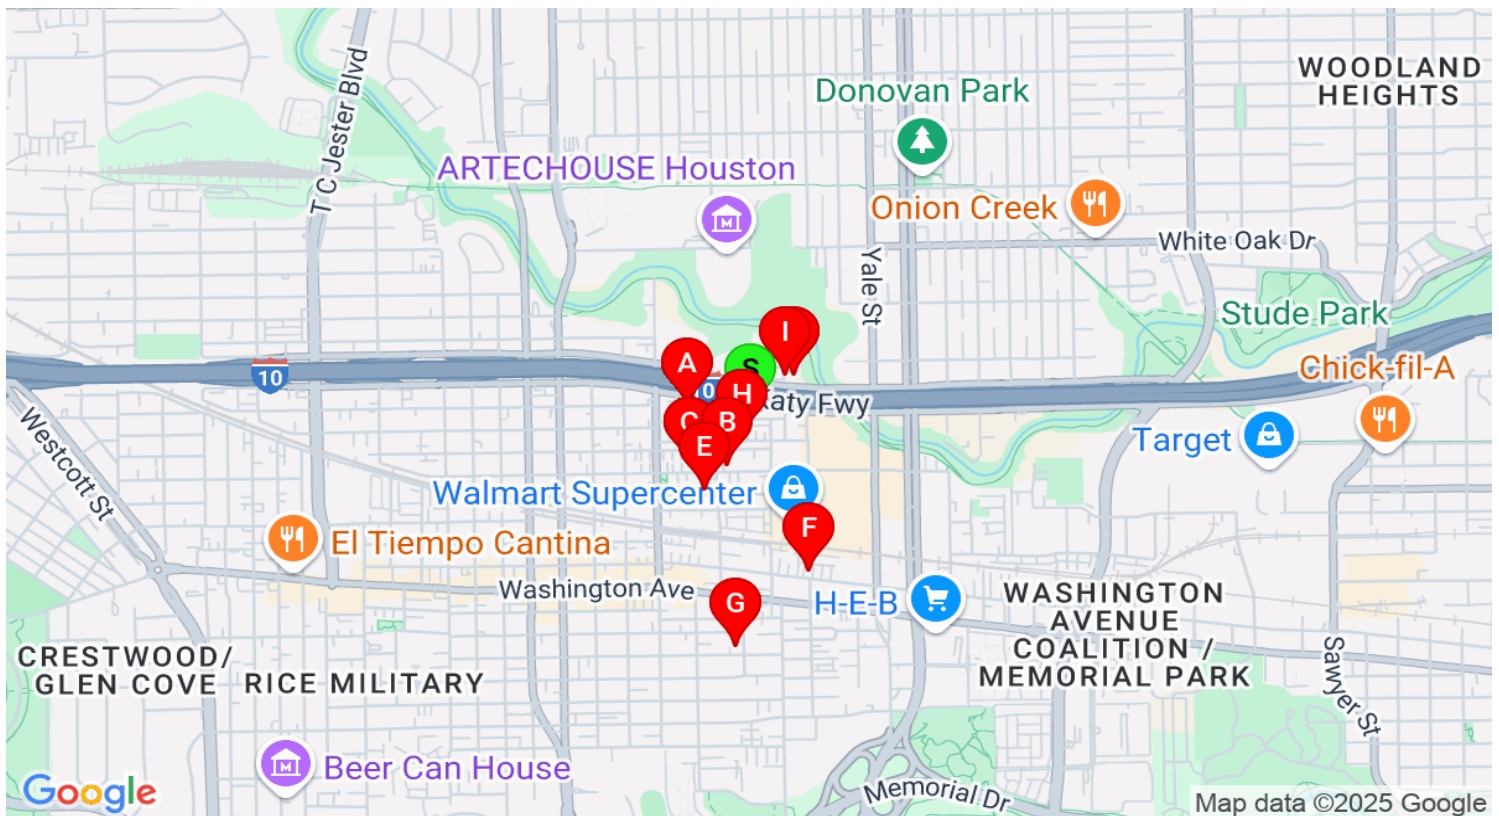 WOODLAND
HEIGHTS
T C Jester Blvd
Donovan Park
ARTECHOUSE Houston
Onion Creek
White Oak Dr
Yale St
Stude Park
I
A
S
10
H
Katy Fwy
Chick-fil-A
C
B
E
Target
Westcott St
Walmart Supercenter
F
El Tiempo Cantina
Washington Ave
G
H-E-B
WASHINGTON
AVENUE
COALITION /
MEMORIAL PARK
CRESTWOOD/
GLEN COVE
RICE MILITARY
Sawyer St
Beer Can House
Memorial Dr
Google
Map data ©2025 Google